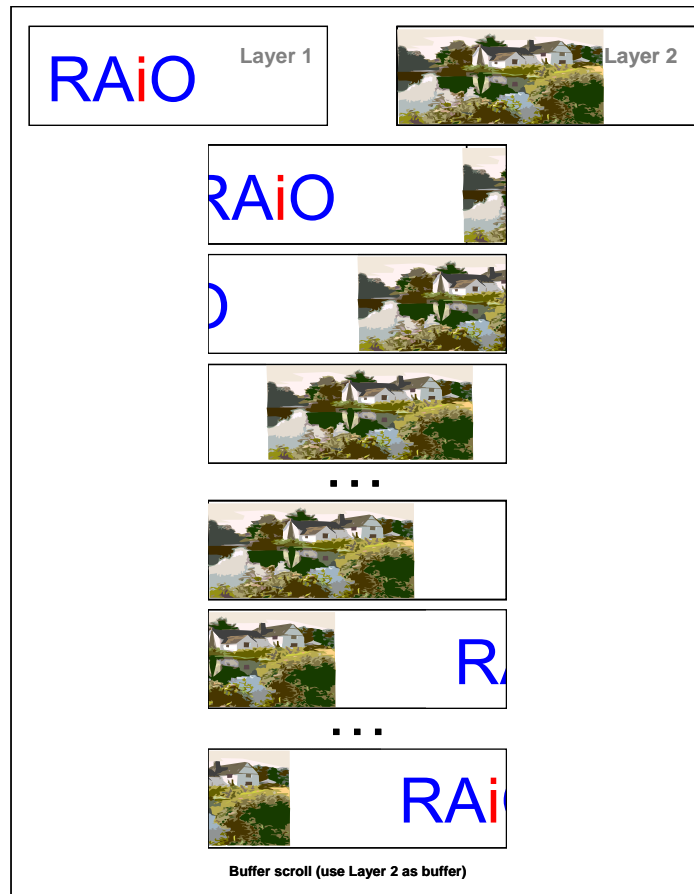 RAiO Layer 1
Layer 2
RAiO
O
. . .
R
. . .
RAi
Buffer scroll (use Layer 2 as buffer)